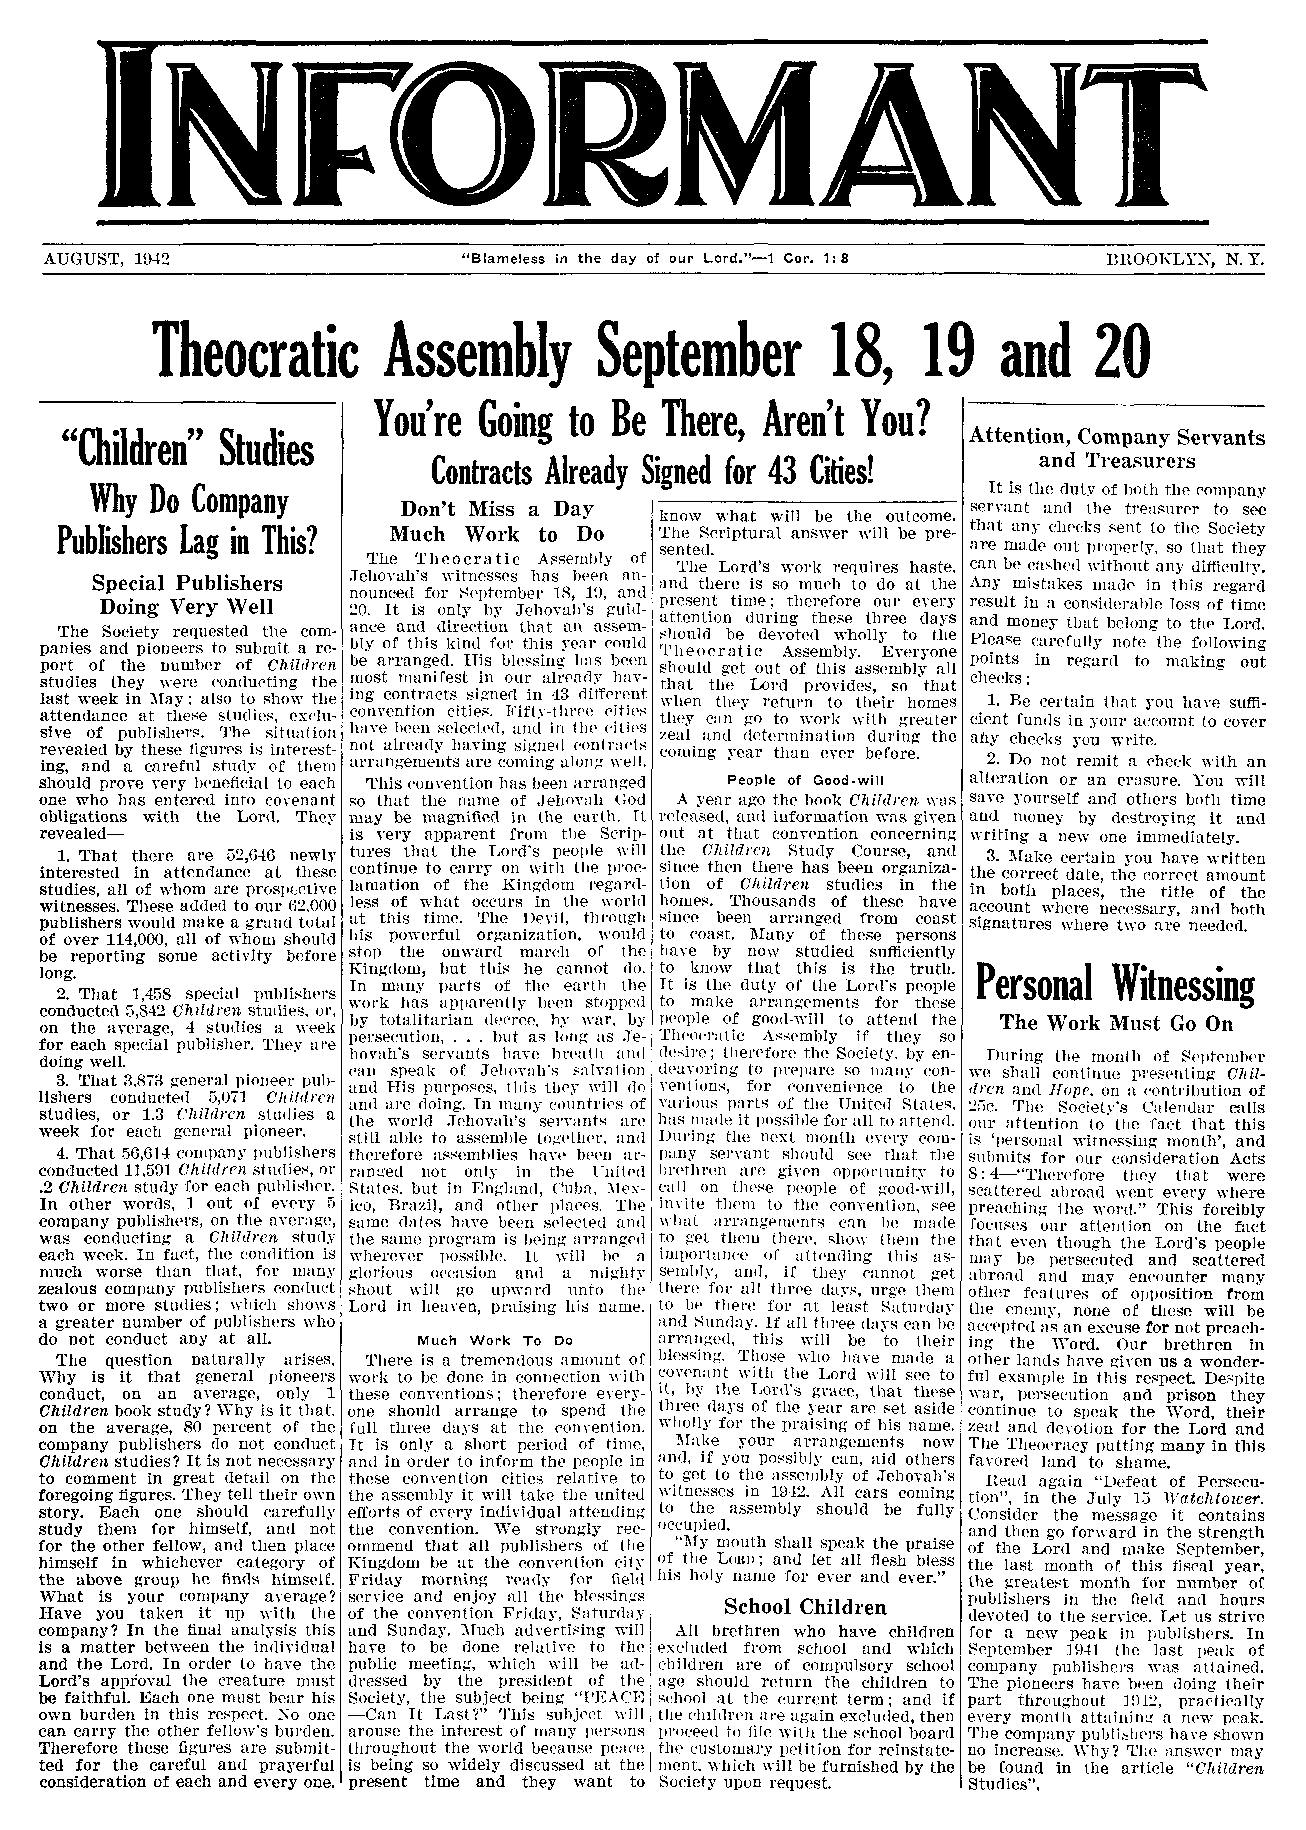 INFORMANT
AUGUST, 1942
"Blameless in the day of our Lord."—1 Cor. 1:8
BROOKLYN, N. Y.
Theocratic Assembly September 18, 19 and 20
"Children" Studies
Why Do Company
Publishers Lag in This?
Special Publishers
Doing Very Well
The Society requested the com-
panies and pioneers to submit a re-
port of the number of Children
studies they were conducting the
last week in May; also to show the
attendance at these studies, exclu-
sive of publishers. The situation
revealed by these figures is interest-
ing, and a careful study of them
should prove very beneficial to each
one who has entered into covenant
obligations with the Lord. They
revealed—
1. That there are 52,646 newly
interested in attendance at these
studies, all of whom are prospective
witnesses. These added to our 62,000
publishers would make a grand total
of over 114,000, all of whom should
be reporting some activity before
long.
2. That 1,458 special publishers
conducted 5,842 Children studies, or,
on the average, 4 studies a week
for each special publisher. They are
doing well.
3. That 3,873 general pioneer pub-
lishers conducted 5,071 Children
studies, or 1.3 Children studies a
week for each general pioneer.
4. That 56,614 company publishers
conducted 11,591 Children studies, or
.2 Children study for each publisher.
In other words, 1 out of every 5
company publishers, on the average,
was conducting a Children study
each week. In fact, the condition is
much worse than that, for many
zealous company publishers conduct
two or more studies; which shows
a greater number of publishers who
do not conduct any at all.
The question naturally arises,
Why is it that general pioneers
conduct, on an average, only 1
Children book study? Why is it that,
on the average, 80 percent of the
company publishers do not conduct
Children studies? It is not necessary
to comment in great detail on the
foregoing figures. They tell their own
story. Each one should carefully
study them for himself, and not
for the other fellow, and then place
himself in whichever category of
the above group he finds himself.
What is your company average?
Have you taken it up with the
company? In the final analysis this
is a matter between the individual
and the Lord. In order to have the
Lord's approval the creature must
be faithful. Each one must bear his
own burden in this respect. No one
can carry the other fellow's burden.
Therefore these figures are submit-
ted for the careful and prayerful
consideration of each and every one.
You're Going to Be There, Aren't You?
Contracts Already Signed for 43 Cities!
Don't Miss a Day
Much Work to Do
The Theocratic Assembly of
Jehovah's witnesses has been an-
nounced for September 18, 19, and
20. It is only by Jehovah's guid-
ance and direction that an assem-
bly of this kind for this year could
be arranged. His blessing has been
most manifest in our already hav-
ing contracts signed in 43 different
convention cities. Fifty-three cities
have been selected, and in the cities
not already having signed contracts
arrangements are coming along well.
This convention has been arranged
so that the name of Jehovah God
may be magnified in the earth. It
is very apparent from the Scrip-
tures that the Lord's people will
continue to carry on with the proc-
lamation of the Kingdom regard-
less of what occurs in the world
at this time. The Devil, through
his powerful organization, would
stop the onward march of the
Kingdom, but this he cannot do.
In many parts of the earth the
work has apparently been stopped
by totalitarian decree, by war, by
persecution, . . . but as long as Je-
hovah's servants have breath and
can speak of Jehovah's salvation
and His purposes, this they will do
and are doing. In many countries of
the world Jehovah's servants are
still able to assemble together, and
therefore assemblies have been ar-
ranged not only in the United
States, but in England, Cuba, Mex-
ico, Brazil, and other places. The
same dates have been selected and
the same program is being arranged
wherever possible. It will be a
glorious occasion and a mighty
shout will go upward unto the
Lord in heaven, praising his name.
Much Work To Do
There is a tremendous amount of
work to be done in connection with
these conventions; therefore every-
one should arrange to spend the
full three days at the convention.
It is only a short period of time,
and in order to inform the people in
these convention cities relative to
the assembly it will take the united
efforts of every individual attending
the convention. We strongly rec-
ommend that all publishers of the
Kingdom be at the convention city
Friday morning ready for field
service and enjoy all the blessings
of the convention Friday, Saturday
and Sunday. Much advertising will
have to be done relative to the
public meeting, which will be ad-
dressed by the president of the
Society, the subject being "PEACE
—Can It Last?" This subject will
arouse the interest of many persons
throughout the world because peace
is being so widely discussed at the
present time and they want to
know what will be the outcome.
The Scriptural answer will be pre-
sented.
The Lord's work requires haste,
and there is so much to do at the
present time; therefore our every
attention during these three days
should be devoted wholly to the
Theocratic Assembly. Everyone
should get out of this assembly all
that the Lord provides, so that
when they return to their homes
they can go to work with greater
zeal and determination during the
coming year than ever before.
People of Good-will
A year ago the book Children was
released, and information was given
out at that convention concerning
the Children Study Course, and
since then there has been organiza-
tion of Children studies in the
homes. Thousands of these have
since been arranged from coast
to coast. Many of these persons
have by now studied sufficiently
to know that this is the truth.
It is the duty of the Lord's people
to make arrangements for these
people of good-will to attend the
Theocratic Assembly if they so
desire; therefore the Society, by en-
deavoring to prepare so many con-
ventions, for convenience to the
various parts of the United States,
has made it possible for all to attend.
During the next month every com-
pany servant should see that the
brethren are given opportunity to
call on these people of good-will,
invite them to the convention, see
what arrangements can be made
to get them there, show them the
importance of attending this as-
sembly, and, if they cannot get
there for all three days, urge them
to be there for at least Saturday
and Sunday. If all three days can be
arranged, this will be to their
blessing. Those who have made a
covenant with the Lord will see to
it, by the Lord's grace, that these
three days of the year are set aside
wholly for the praising of his name.
Make your arrangements now
and, if you possibly can, aid others
to get to the assembly of Jehovah's
witnesses in 1942. All cars coming
to the assembly should be fully
occupied.
"My mouth shall speak the praise
of the LORD; and let all flesh bless
his holy name for ever and ever."
School Children
All brethren who have children
excluded from school and which
children are of compulsory school
age should return the children to
school at the current term; and if
the children are again excluded, then
proceed to file with the school board
the customary petition for reinstate-
ment, which will be furnished by the
Society upon request.
Attention, Company Servants
and Treasurers
It is the duty of both the company
servant and the treasurer to see
that any checks sent to the Society
are made out properly, so that they
can be cashed without any difficulty.
Any mistakes made in this regard
result in a considerable loss of time
and money that belong to the Lord.
Please carefully note the following
points in regard to making out
checks:
1. Be certain that you have suffi-
cient funds in your account to cover
any checks you write.
2. Do not remit a check with an
alteration or an erasure. You will
save yourself and others both time
and money by destroying it and
writing a new one immediately.
3. Make certain you have written
the correct date, the correct amount
in both places, the title of the
account where necessary, and both
signatures where two are needed.
Personal Witnessing
The Work Must Go On
During the month of September
we shall continue presenting Chil-
dren and Hope, on a contribution of
25c. The Society's Calendar calls
our attention to the fact that this
is 'personal witnessing month', and
submits for our consideration Acts
8:4—"Therefore they that were
scattered abroad went every where
preaching the word." This forcibly
focuses our attention on the fact
that even though the Lord's people
may be persecuted and scattered
abroad and may encounter many
other features of opposition from
the enemy, none of these will be
accepted as an excuse for not preach-
ing the Word. Our brethren in
other lands have given us a wonder-
ful example in this respect. Despite
war, persecution and prison they
continue to speak the Word, their
zeal and devotion for the Lord and
The Theocracy putting many in this
favored land to shame.
Read again "Defeat of Persecu-
tion", in the July 15 Watchtower.
Consider the message it contains
and then go forward in the strength
of the Lord and make September,
the last month of this fiscal year,
the greatest month for number of
publishers in the field and hours
devoted to the service. Let us strive
for a new peak in publishers. In
September 1941 the last peak of
company publishers was attained.
The pioneers have been doing their
part throughout 1942, practically
every month attaining a new peak.
The company publishers have shown
no increase. Why? The answer may
be found in the article "Children
Studies".